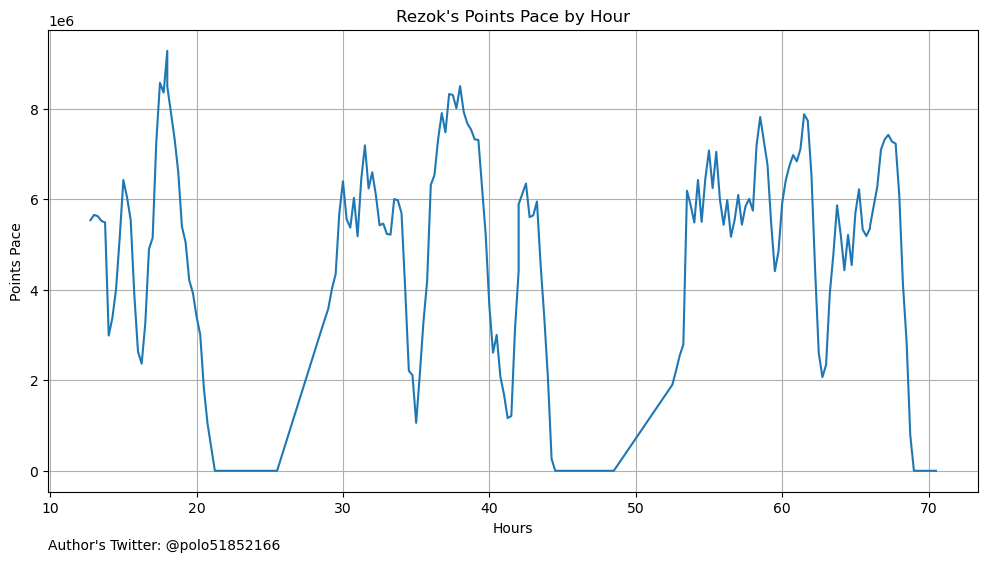 Rezok's Points Pace by Hour
1e6
8
6
4
2
0
Points Pace
10 20 30 40 50 60 70
Hours
Author's Twitter: @polo51852166